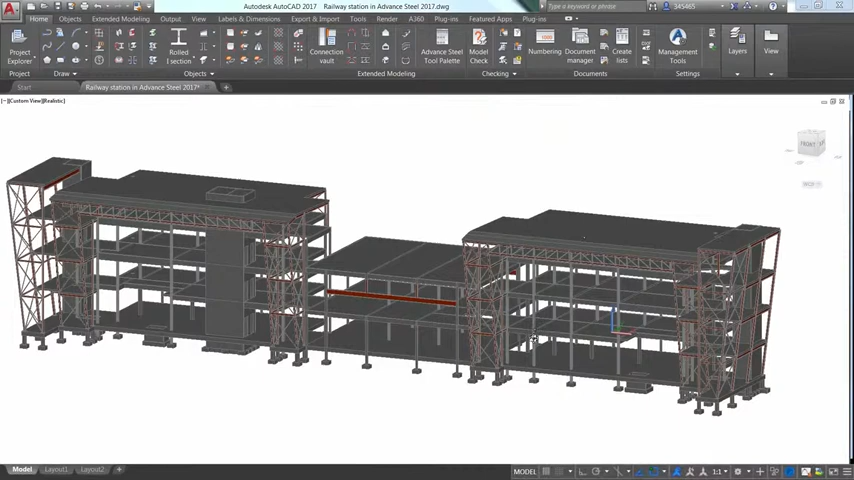 Autodesk AutoCAD 2017 Railway station in Advance Steel 2017.dwg
Type a keyword or phrase
345465
Home Objects Extended Modeling Output View Labels & Dimensions Export & Import Tools Render A360 Plug-ins Featured Apps Plug-ins
Project Explorer
Rolled I section
Connection vault
Advance Steel Tool Palette
Model Check
Numbering
Document manager
Create lists
Management Tools
Layers
View
Project Draw Objects Extended Modeling Checking Documents Settings
Start Railway station in Advance Steel 2017*
[−][Custom View][Realistic]
FRONT
Model Layout1 Layout2
MODEL
1:1